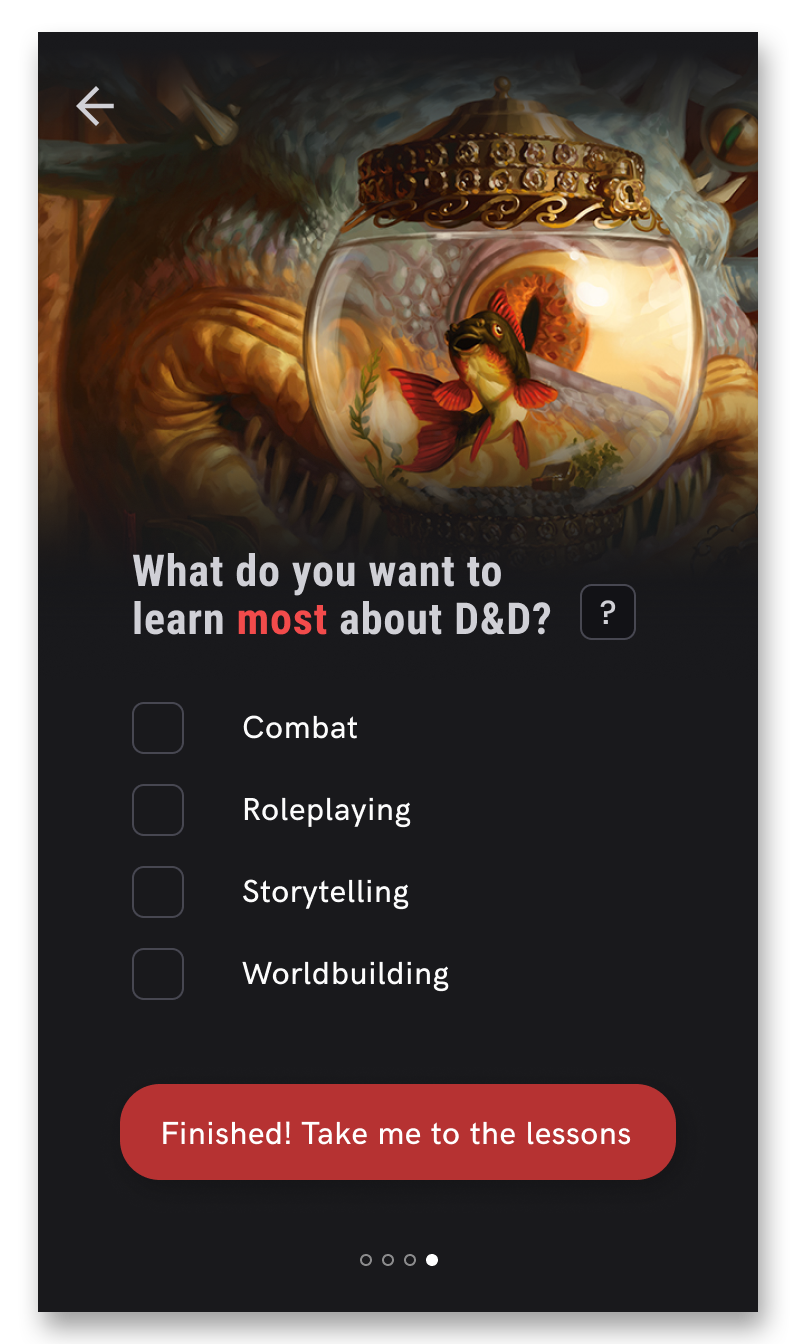 What do you want to
learn most about D&D?
?
Combat
Roleplaying
Storytelling
Worldbuilding
Finished! Take me to the lessons